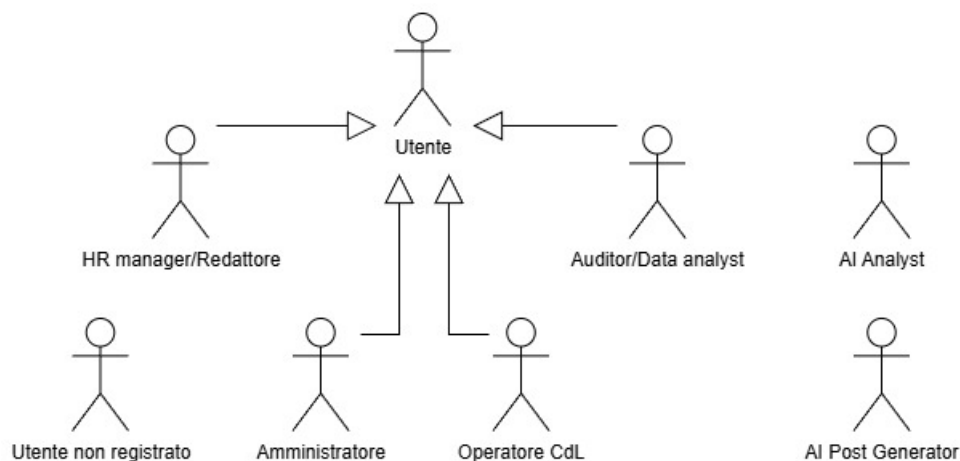 Utente
HR manager/Redattore
Auditor/Data analyst
AI Analyst
Utente non registrato
Amministratore
Operatore CdL
AI Post Generator